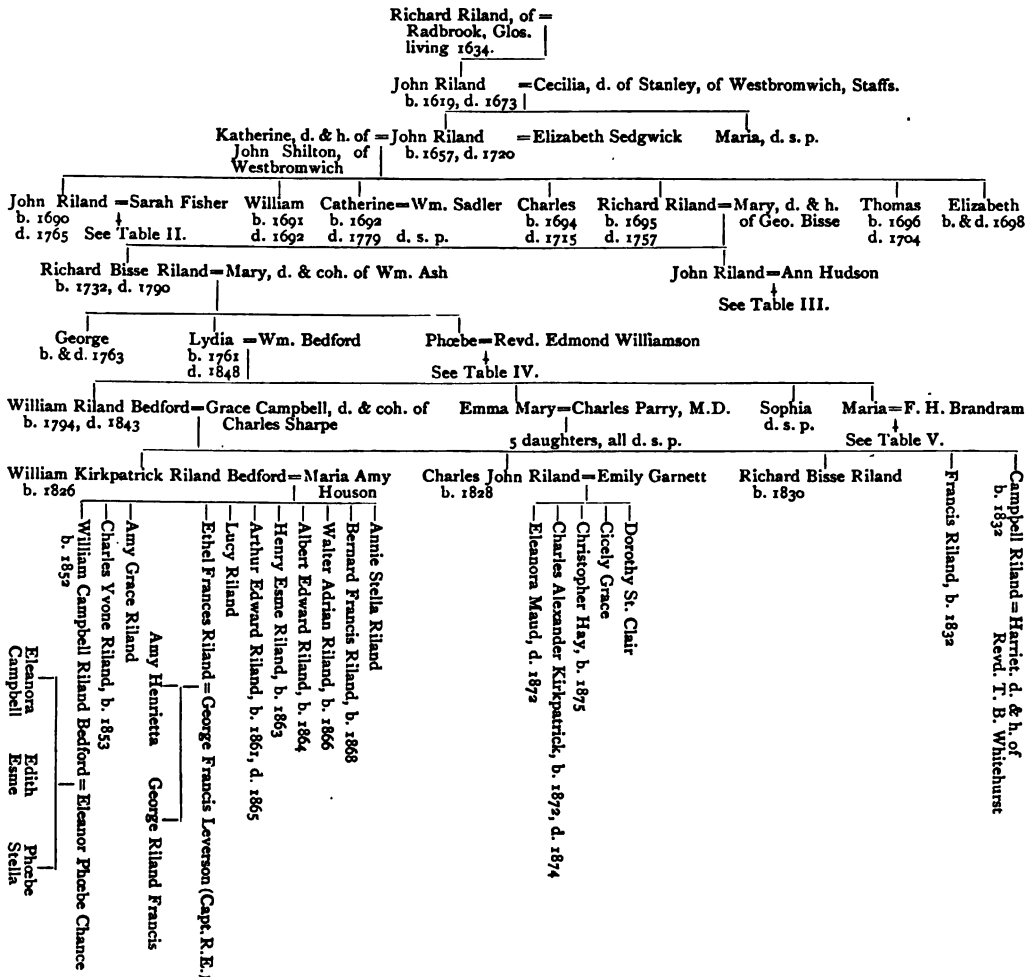 Richard Riland, of =
Radbrook, Glos.
living 1634.
John Riland =Cecilia, d. of Stanley, of Westbromwich, Staffs.
b. 1619, d. 1673
Katherine, d. & h. of =John Riland =Elizabeth Sedgwick Maria, d. s. p.
John Shilton, of b. 1657, d. 1720
Westbromwich
John Riland =Sarah Fisher William Catherine=Wm. Sadler Charles Richard Riland=Mary, d. & h. Thomas Elizabeth
b. 1690 b. 1691 b. 1692 b. 1694 b. 1695 of Geo. Bisse b. 1696 b. & d. 1698
d. 1765 See Table II. d. 1692 d. 1779 d. s. p. d. 1715 d. 1757 d. 1704
Richard Bisse Riland=Mary, d. & coh. of Wm. Ash John Riland=Ann Hudson
b. 1732, d. 1790
See Table III.
George Lydia =Wm. Bedford Phœbe=Revd. Edmond Williamson
b. & d. 1763 b. 1761
d. 1848 See Table IV.
William Riland Bedford=Grace Campbell, d. & coh. of Emma Mary=Charles Parry, M.D. Sophia Maria=F. H. Brandram
b. 1794, d. 1843 Charles Sharpe d. s. p.
5 daughters, all d. s. p. See Table V.
William Kirkpatrick Riland Bedford=Maria Amy Charles John Riland=Emily Garnett Richard Bisse Riland
b. 1826 Houson b. 1828 b. 1830
Francis Riland, b. 1832
Campbell Riland=Harriet. d. & h. of
b. 1832 Revd. T. B. Whitehurst
William Campbell Riland Bedford=Eleanor Phœbe Chance
b. 1852
Eleanora
Campbell
Edith
Esme
Phœbe
Stella
Charles Yvone Riland, b. 1853
Amy Grace Riland
Ethel Frances Riland=George Francis Leverson (Capt. R.E.)
Amy Henrietta George Riland Francis
Lucy Riland
Arthur Edward Riland, b. 1861, d. 1865
Henry Esme Riland, b. 1863
Albert Edward Riland, b. 1864
Walter Adrian Riland, b. 1866
Bernard Francis Riland, b. 1868
Annie Stella Riland
Eleanora Maud, d. 1872
Charles Alexander Kirkpatrick, b. 1872, d. 1874
Christopher Hay, b. 1875
Cicely Grace
Dorothy St. Clair